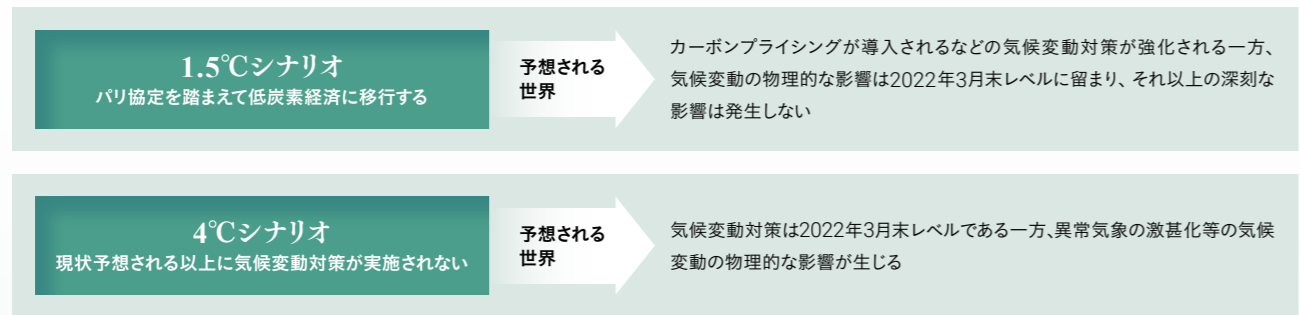 1.5℃シナリオ
パリ協定を踏まえて低炭素経済に移行する
予想される
世界
カーボンプライシングが導入されるなどの気候変動対策が強化される一方、
気候変動の物理的な影響は2022年3月末レベルに留まり、それ以上の深刻な
影響は発生しない
4℃シナリオ
現状予想される以上に気候変動対策が実施されない
予想される
世界
気候変動対策は2022年3月末レベルである一方、異常気象の激甚化等の気候
変動の物理的な影響が生じる